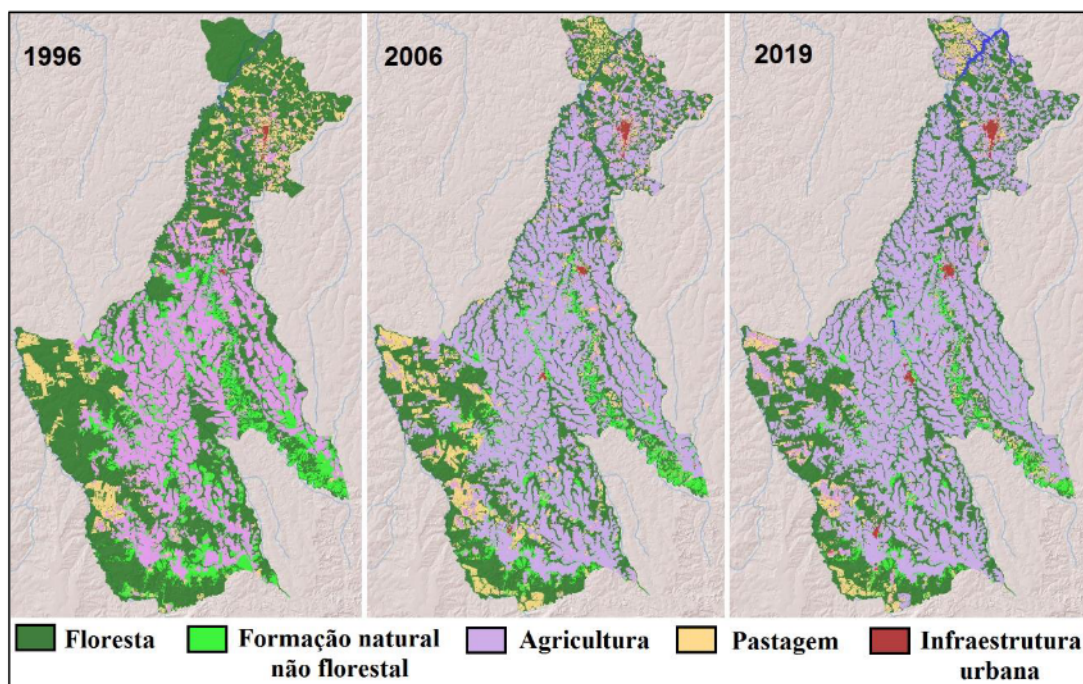 1996
2006
2019
Floresta
Formação natural
não florestal
Agricultura
Pastagem
Infraestrutura
urbana